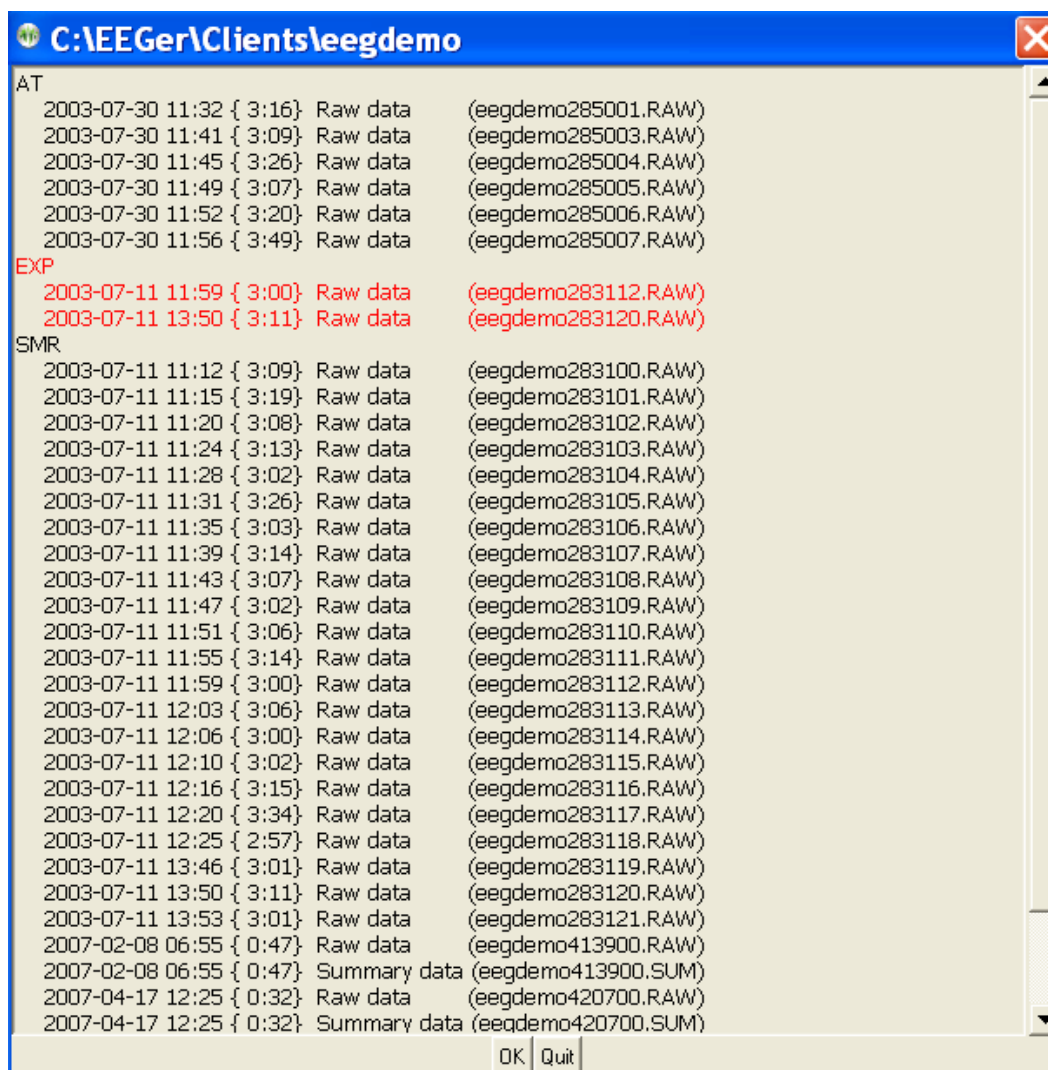 C:\EEGer\Clients\eegdemo
AT
2003-07-30 11:32 { 3:16} Raw data (eegdemo285001.RAW)
2003-07-30 11:41 { 3:09} Raw data (eegdemo285003.RAW)
2003-07-30 11:45 { 3:26} Raw data (eegdemo285004.RAW)
2003-07-30 11:49 { 3:07} Raw data (eegdemo285005.RAW)
2003-07-30 11:52 { 3:20} Raw data (eegdemo285006.RAW)
2003-07-30 11:56 { 3:49} Raw data (eegdemo285007.RAW)
EXP
2003-07-11 11:59 { 3:00} Raw data (eegdemo283112.RAW)
2003-07-11 13:50 { 3:11} Raw data (eegdemo283120.RAW)
SMR
2003-07-11 11:12 { 3:09} Raw data (eegdemo283100.RAW)
2003-07-11 11:15 { 3:19} Raw data (eegdemo283101.RAW)
2003-07-11 11:20 { 3:08} Raw data (eegdemo283102.RAW)
2003-07-11 11:24 { 3:13} Raw data (eegdemo283103.RAW)
2003-07-11 11:28 { 3:02} Raw data (eegdemo283104.RAW)
2003-07-11 11:31 { 3:26} Raw data (eegdemo283105.RAW)
2003-07-11 11:35 { 3:03} Raw data (eegdemo283106.RAW)
2003-07-11 11:39 { 3:14} Raw data (eegdemo283107.RAW)
2003-07-11 11:43 { 3:07} Raw data (eegdemo283108.RAW)
2003-07-11 11:47 { 3:02} Raw data (eegdemo283109.RAW)
2003-07-11 11:51 { 3:06} Raw data (eegdemo283110.RAW)
2003-07-11 11:55 { 3:14} Raw data (eegdemo283111.RAW)
2003-07-11 11:59 { 3:00} Raw data (eegdemo283112.RAW)
2003-07-11 12:03 { 3:06} Raw data (eegdemo283113.RAW)
2003-07-11 12:06 { 3:00} Raw data (eegdemo283114.RAW)
2003-07-11 12:10 { 3:02} Raw data (eegdemo283115.RAW)
2003-07-11 12:16 { 3:15} Raw data (eegdemo283116.RAW)
2003-07-11 12:20 { 3:34} Raw data (eegdemo283117.RAW)
2003-07-11 12:25 { 2:57} Raw data (eegdemo283118.RAW)
2003-07-11 13:46 { 3:01} Raw data (eegdemo283119.RAW)
2003-07-11 13:50 { 3:11} Raw data (eegdemo283120.RAW)
2003-07-11 13:53 { 3:01} Raw data (eegdemo283121.RAW)
2007-02-08 06:55 { 0:47} Raw data (eegdemo413900.RAW)
2007-02-08 06:55 { 0:47} Summary data (eegdemo413900.SUM)
2007-04-17 12:25 { 0:32} Raw data (eegdemo420700.RAW)
2007-04-17 12:25 { 0:32} Summary data (eegdemo420700.SUM)
OK Quit